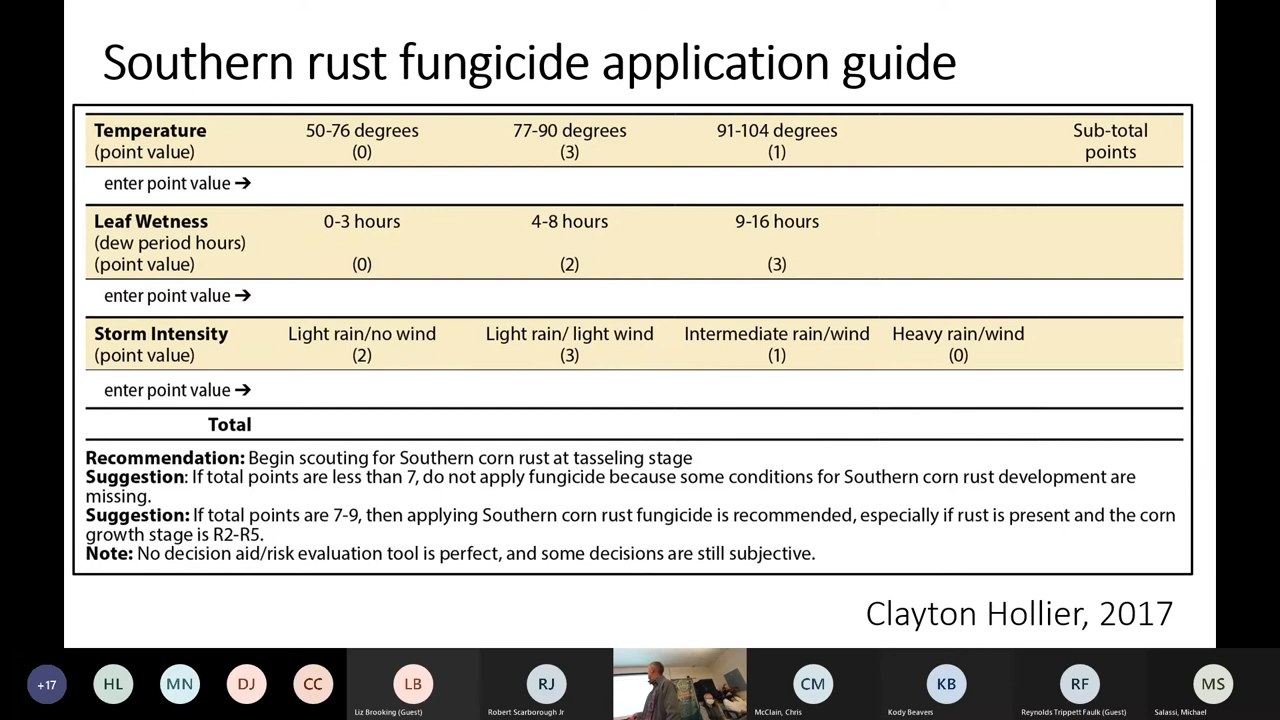 Southern rust fungicide application guide
Temperature 50-76 degrees 77-90 degrees 91-104 degrees Sub-total
(point value) (0) (3) (1) points
enter point value ➔
Leaf Wetness 0-3 hours 4-8 hours 9-16 hours
(dew period hours)
(point value) (0) (2) (3)
enter point value ➔
Storm Intensity Light rain/no wind Light rain/ light wind Intermediate rain/wind Heavy rain/wind
(point value) (2) (3) (1) (0)
enter point value ➔
Total
Recommendation: Begin scouting for Southern corn rust at tasseling stage
Suggestion: If total points are less than 7, do not apply fungicide because some conditions for Southern corn rust development are
missing.
Suggestion: If total points are 7-9, then applying Southern corn rust fungicide is recommended, especially if rust is present and the corn
growth stage is R2-R5.
Note: No decision aid/risk evaluation tool is perfect, and some decisions are still subjective.
Clayton Hollier, 2017
+17 HL MN DJ CC LB RJ CM KB RF MS
Liz Brooking (Guest) Robert Scarborough Jr McClain, Chris Kody Beavers Reynolds Trippett Faulk (Guest) Salassi, Michael